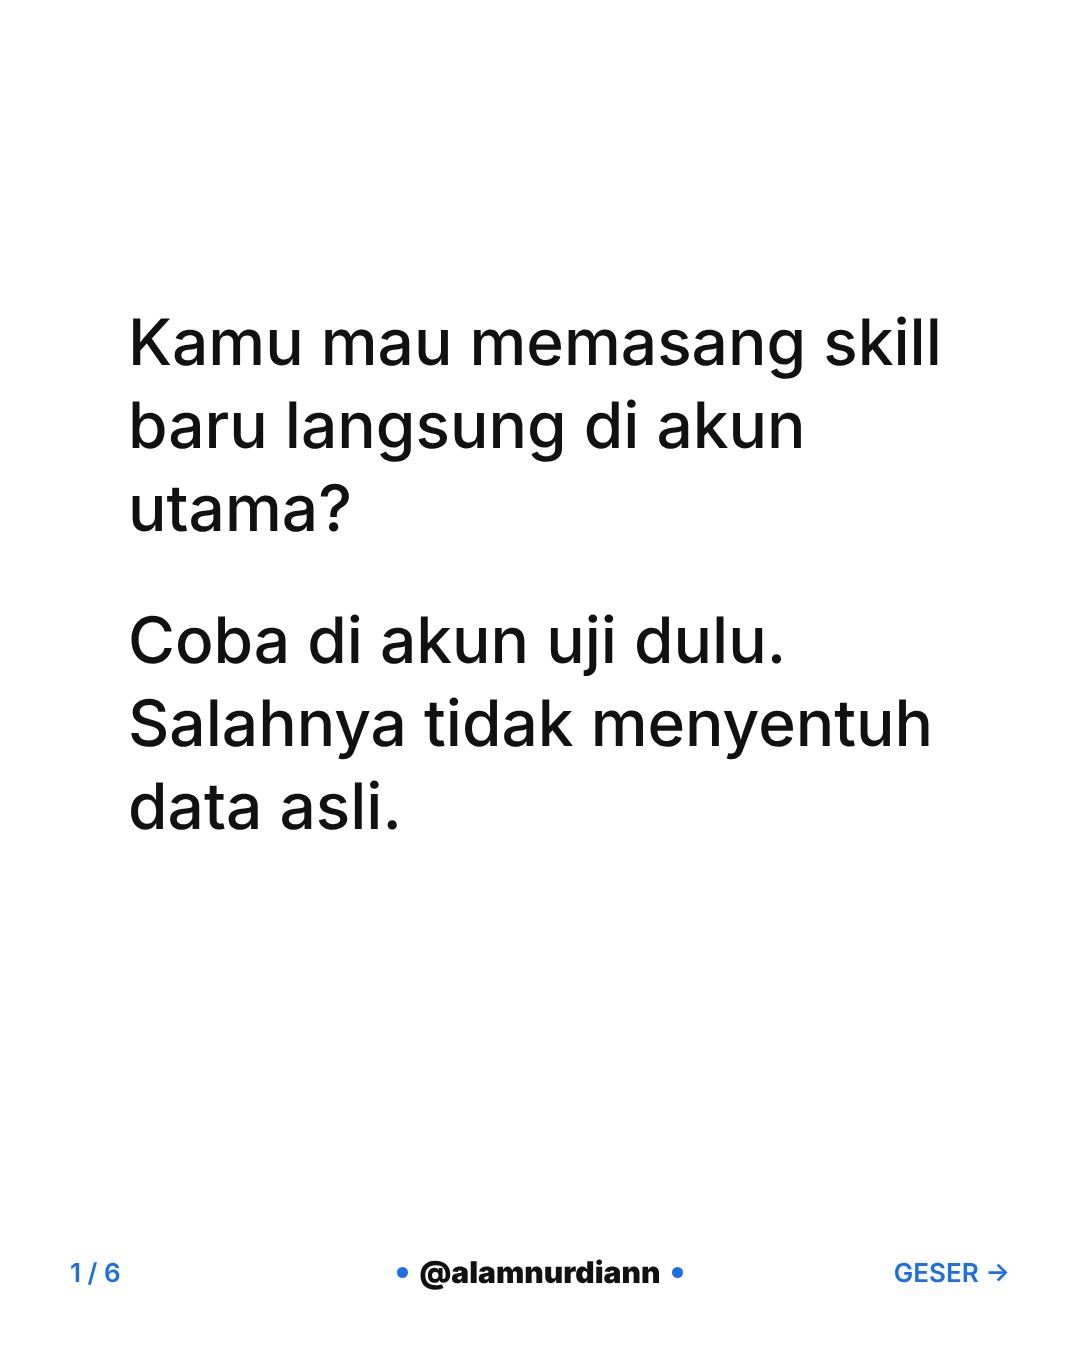 Kamu mau memasang skill
baru langsung di akun
utama?
Coba di akun uji dulu.
Salahnya tidak menyentuh
data asli.
1 / 6
• @alamnurdiann •
GESER →